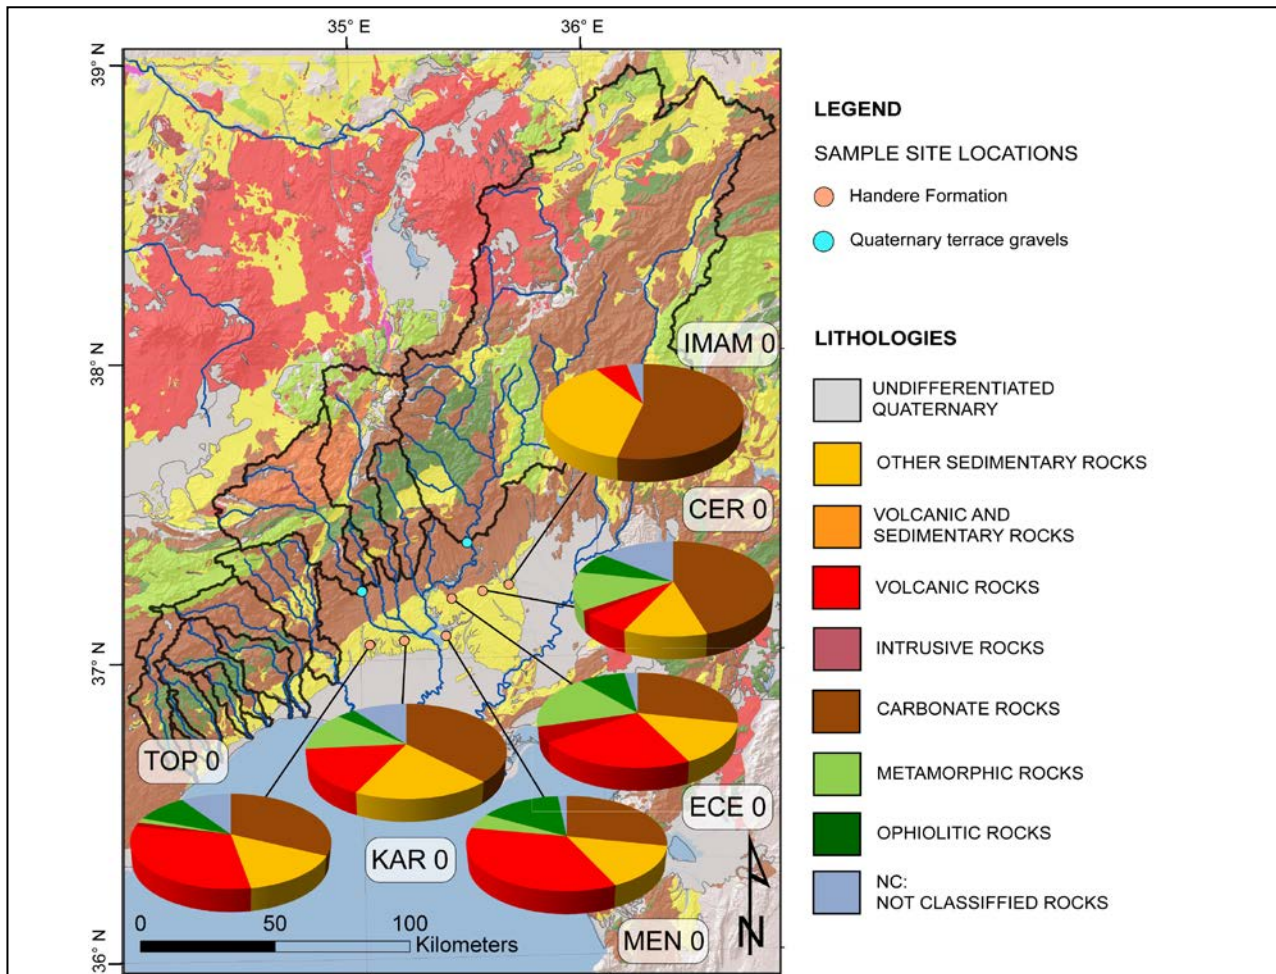 35° E
36° E
39° N
38° N
37° N
36° N
IMAM 0
CER 0
TOP 0
KAR 0
ECE 0
MEN 0
0
50
100
Kilometers
N
LEGEND
SAMPLE SITE LOCATIONS
Handere Formation
Quaternary terrace gravels
LITHOLOGIES
UNDIFFERENTIATED
QUATERNARY
OTHER SEDIMENTARY ROCKS
VOLCANIC AND
SEDIMENTARY ROCKS
VOLCANIC ROCKS
INTRUSIVE ROCKS
CARBONATE ROCKS
METAMORPHIC ROCKS
OPHIOLITIC ROCKS
NC:
NOT CLASSIFFIED ROCKS